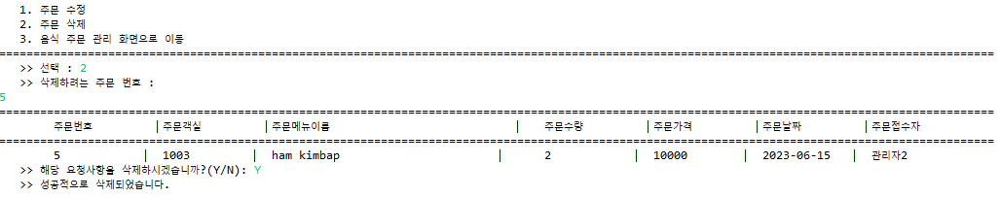 1. 주문 수정
2. 주문 삭제
3. 음식 주문 관리 화면으로 이동
>> 선택 : 2
>> 삭제하려는 주문 번호 :
5
주문번호 | 주문객실 | 주문메뉴이름 | 주문수량 | 주문가격 | 주문날짜 | 주문접수자
5 | 1003 | ham kimbap | 2 | 10000 | 2023-06-15 | 관리자2
>> 해당 요청사항을 삭제하시겠습니까?(Y/N): Y
>> 성공적으로 삭제되었습니다.